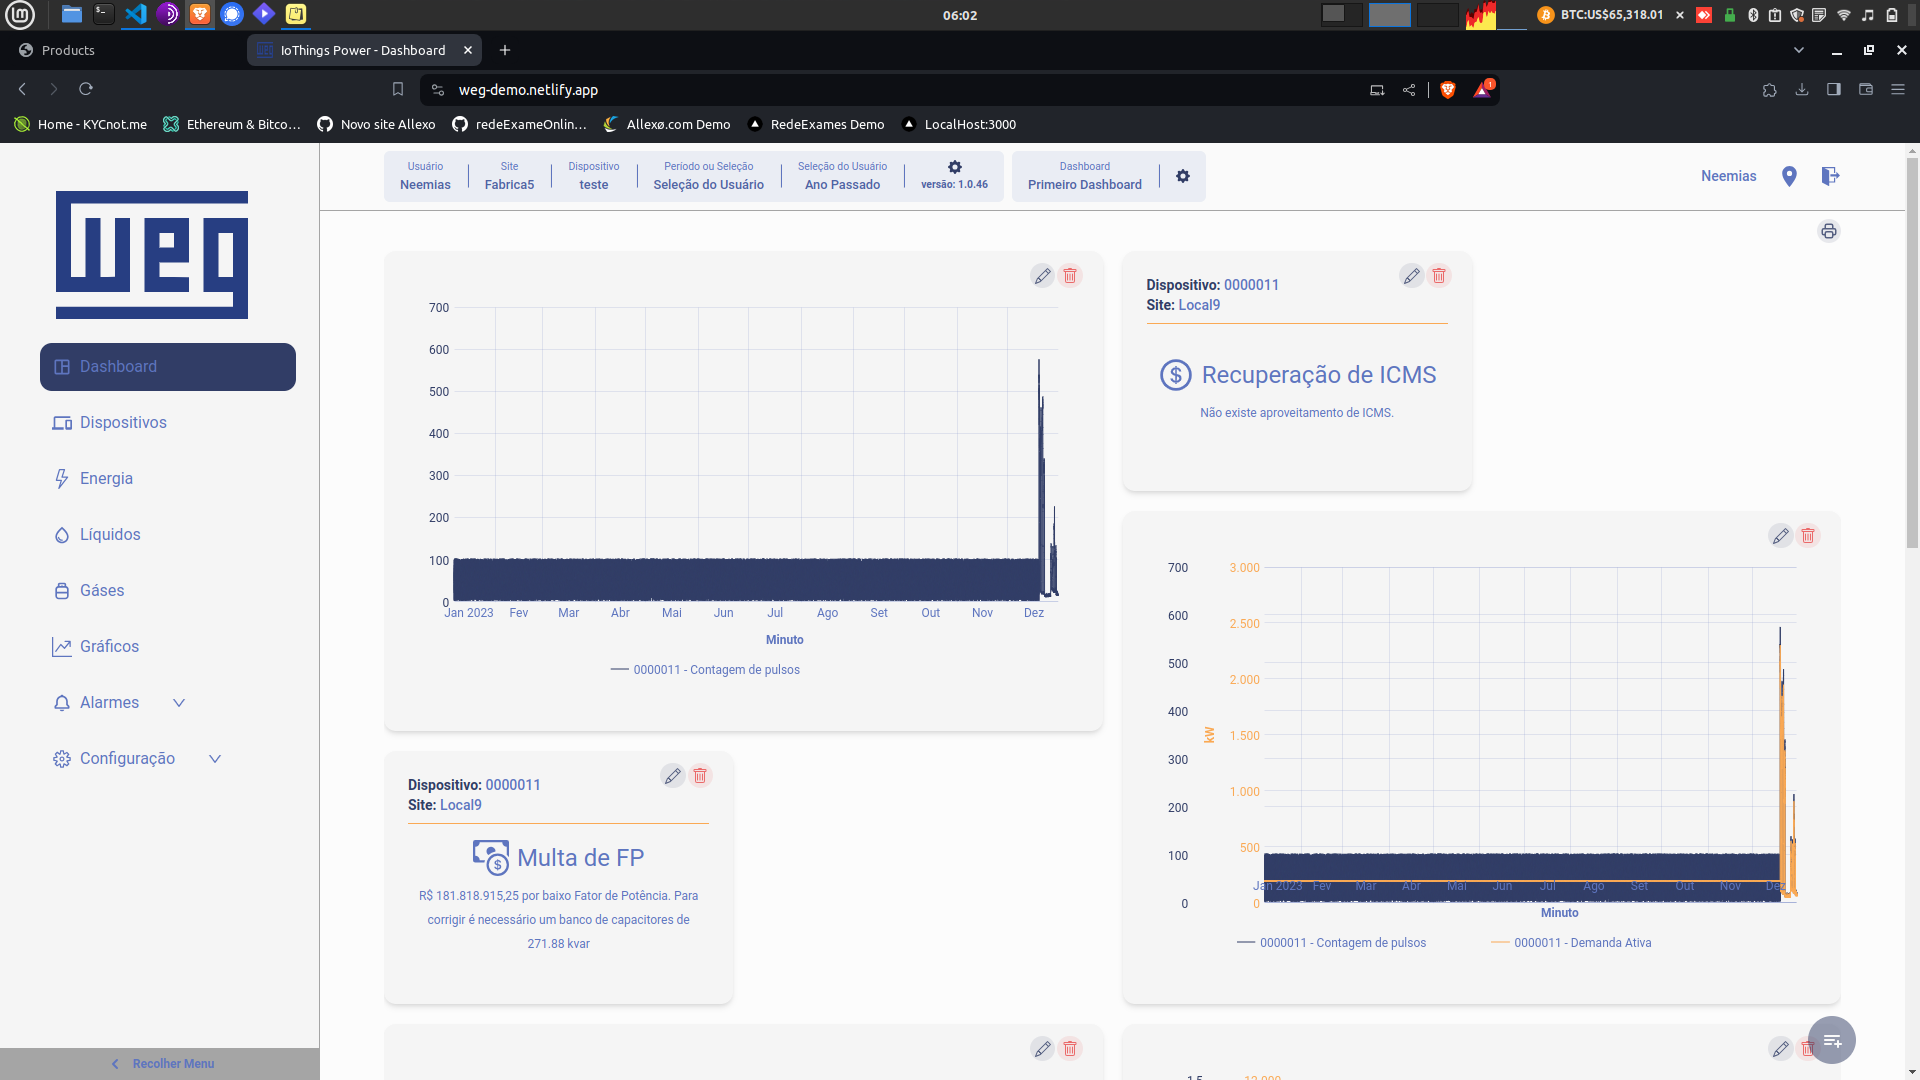 06:02
BTC:US$65,318.01
Products
IoThings Power - Dashboard
weg-demo.netlify.app
1
Home - KYCnot.me
Ethereum & Bitco…
Novo site Allexo
redeExameOnlin…
Allexø.com Demo
RedeExames Demo
LocalHost:3000
weg
Dashboard
Dispositivos
Energia
Líquidos
Gáses
Gráficos
Alarmes
Configuração
Recolher Menu
Usuário
Neemias
Site
Fabrica5
Dispositivo
teste
Período ou Seleção
Seleção do Usuário
Seleção do Usuário
Ano Passado
versão: 1.0.46
Dashboard
Primeiro Dashboard
Neemias
700
600
500
400
300
200
100
0
Jan 2023 Fev Mar Abr Mai Jun Jul Ago Set Out Nov Dez
Minuto
0000011 - Contagem de pulsos
Dispositivo: 0000011
Site: Local9
Recuperação de ICMS
Não existe aproveitamento de ICMS.
Dispositivo: 0000011
Site: Local9
Multa de FP
R$ 181.818.915,25 por baixo Fator de Potência. Para
corrigir é necessário um banco de capacitores de
271.88 kvar
700
600
500
400
300
200
100
0
kW
3.000
2.500
2.000
1.500
1.000
500
0
Jan 2023 Fev Mar Abr Mai Jun Jul Ago Set Out Nov Dez
Minuto
0000011 - Contagem de pulsos
0000011 - Demanda Ativa
1.5
12.000